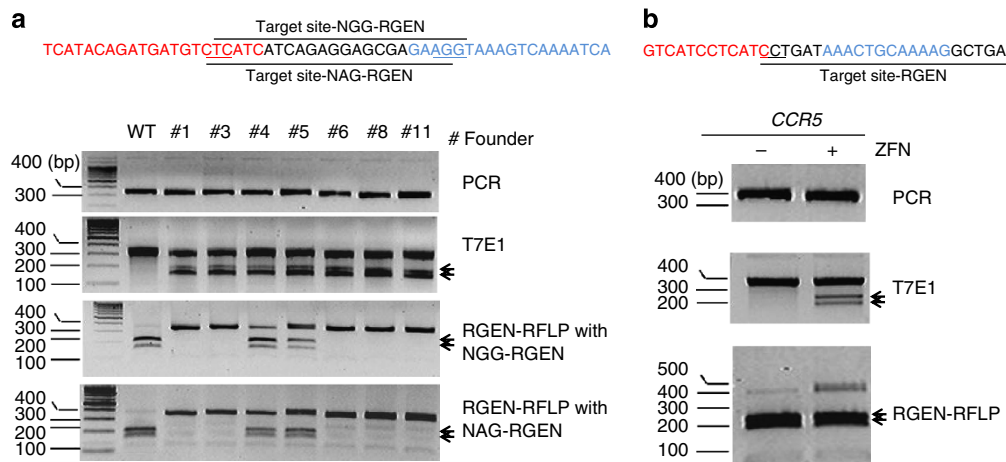 a
Target site-NGG-RGEN
TCATACAGATGATGTCTCATCATCAGAGGAGCGAGAAGGTAAAGTCAAAATCA
Target site-NAG-RGEN
WT #1 #3 #4 #5 #6 #8 #11 # Founder
400 (bp)
300
PCR
400
300
200
100
T7E1
400
300
200
100
RGEN-RFLP with
NGG-RGEN
400
300
200
100
RGEN-RFLP with
NAG-RGEN
b
GTCATCCTCATCCTGATAAACTGCAAAAGGCTGA
Target site-RGEN
CCR5
– + ZFN
400 (bp)
300
PCR
400
300
200
T7E1
500
400
300
200
100
RGEN-RFLP